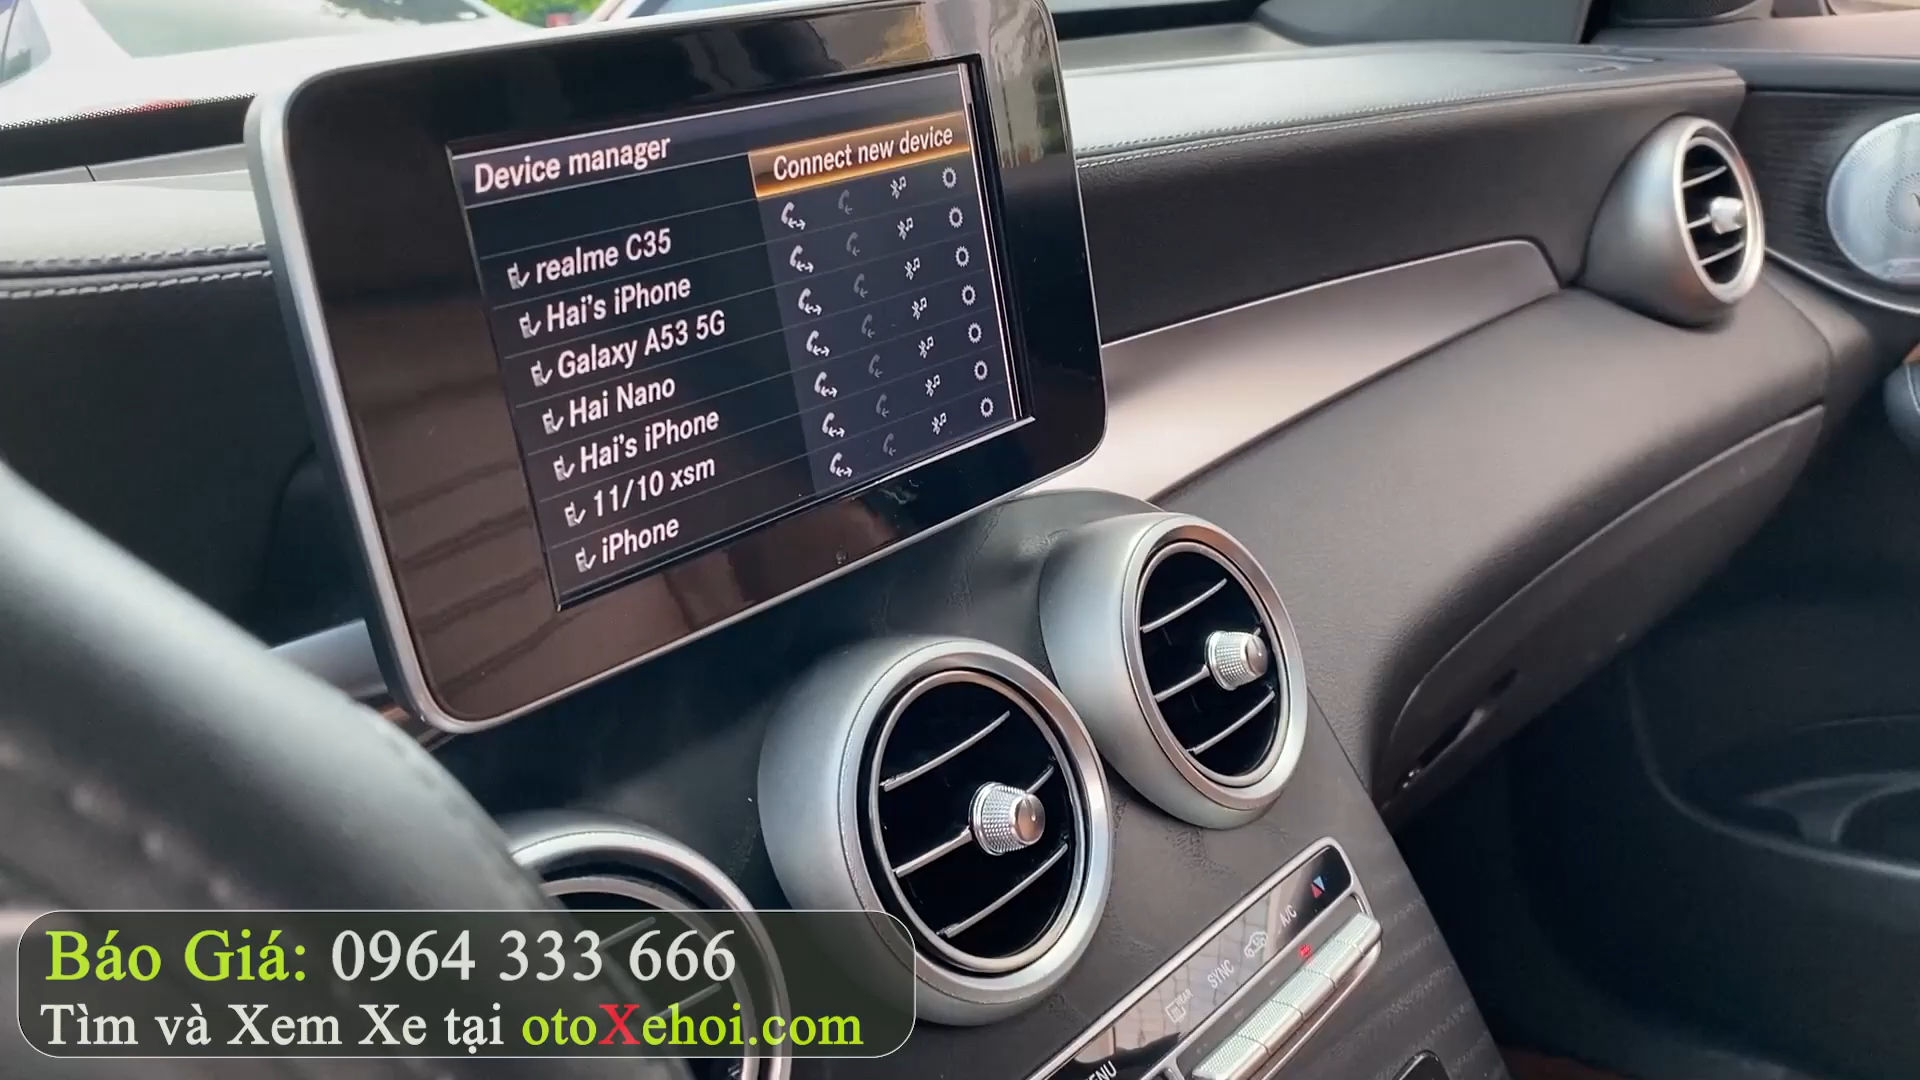 Device manager
Connect new device
realme C35
Hai's iPhone
Galaxy A53 5G
Hai Nano
Hai's iPhone
11/10 xsm
iPhone
A/C
SYNC
REAR
Báo Giá: 0964 333 666
Tìm và Xem Xe tại otoXehoi.com